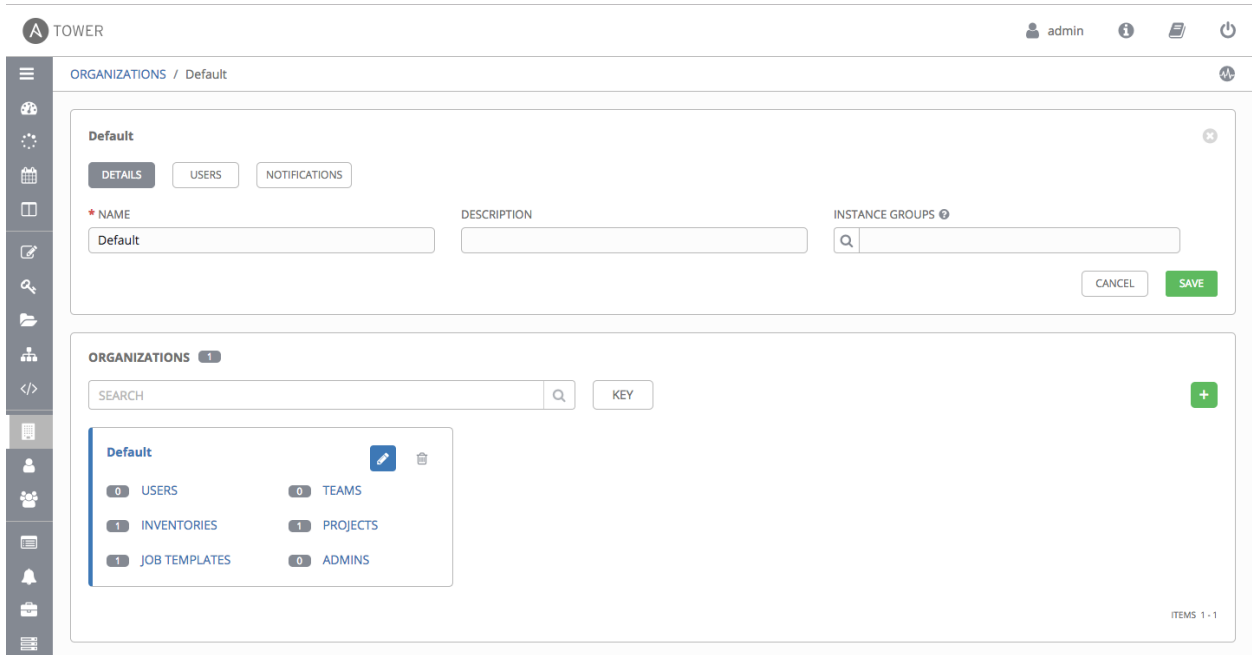 A TOWER
admin
ORGANIZATIONS / Default
Default
DETAILS USERS NOTIFICATIONS
* NAME DESCRIPTION INSTANCE GROUPS ?
Default
CANCEL SAVE
ORGANIZATIONS 1
SEARCH KEY +
Default
0 USERS 0 TEAMS
1 INVENTORIES 1 PROJECTS
1 JOB TEMPLATES 0 ADMINS
ITEMS 1 - 1